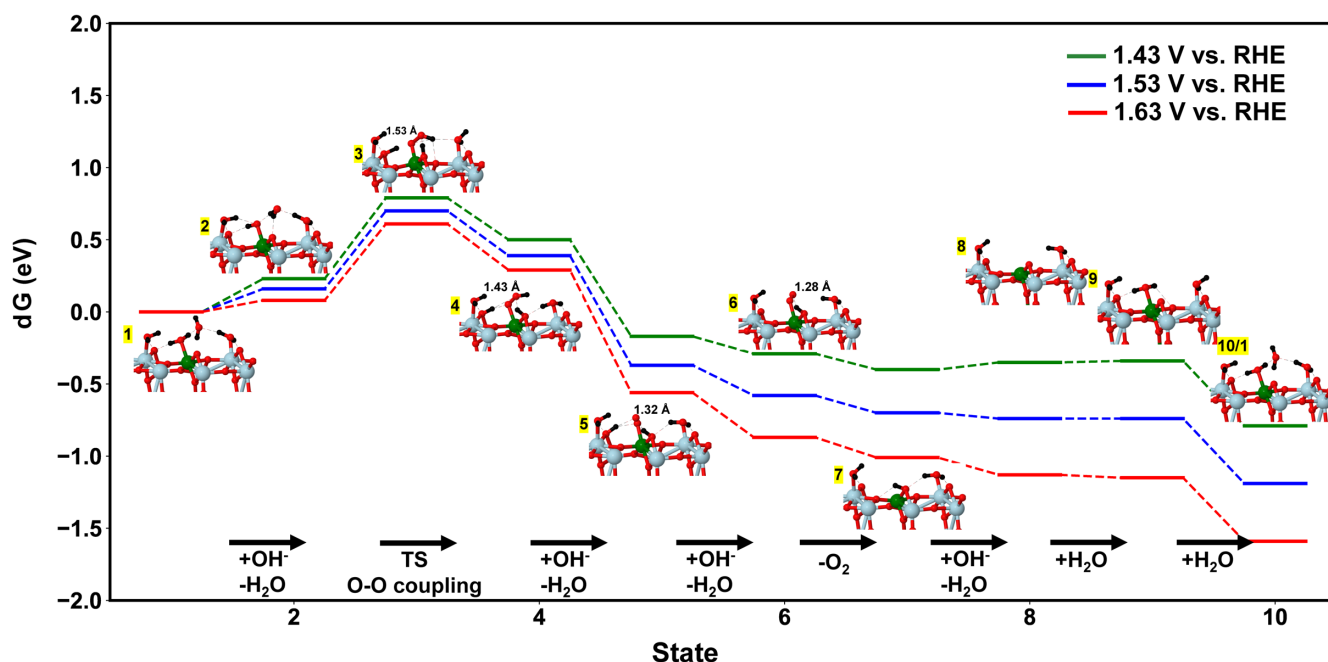 2.0
1.5
1.0
0.5
0.0
−0.5
−1.0
−1.5
−2.0
dG (eV)
1.43 V vs. RHE
1.53 V vs. RHE
1.63 V vs. RHE
1
2
3
1.53 Å
4
1.43 Å
5
1.32 Å
6
1.28 Å
7
8
9
10/1
+OH-
-H2O
TS
O-O coupling
+OH-
-H2O
+OH-
-H2O
-O2
+OH-
-H2O
+H2O
+H2O
2
4
6
8
10
State